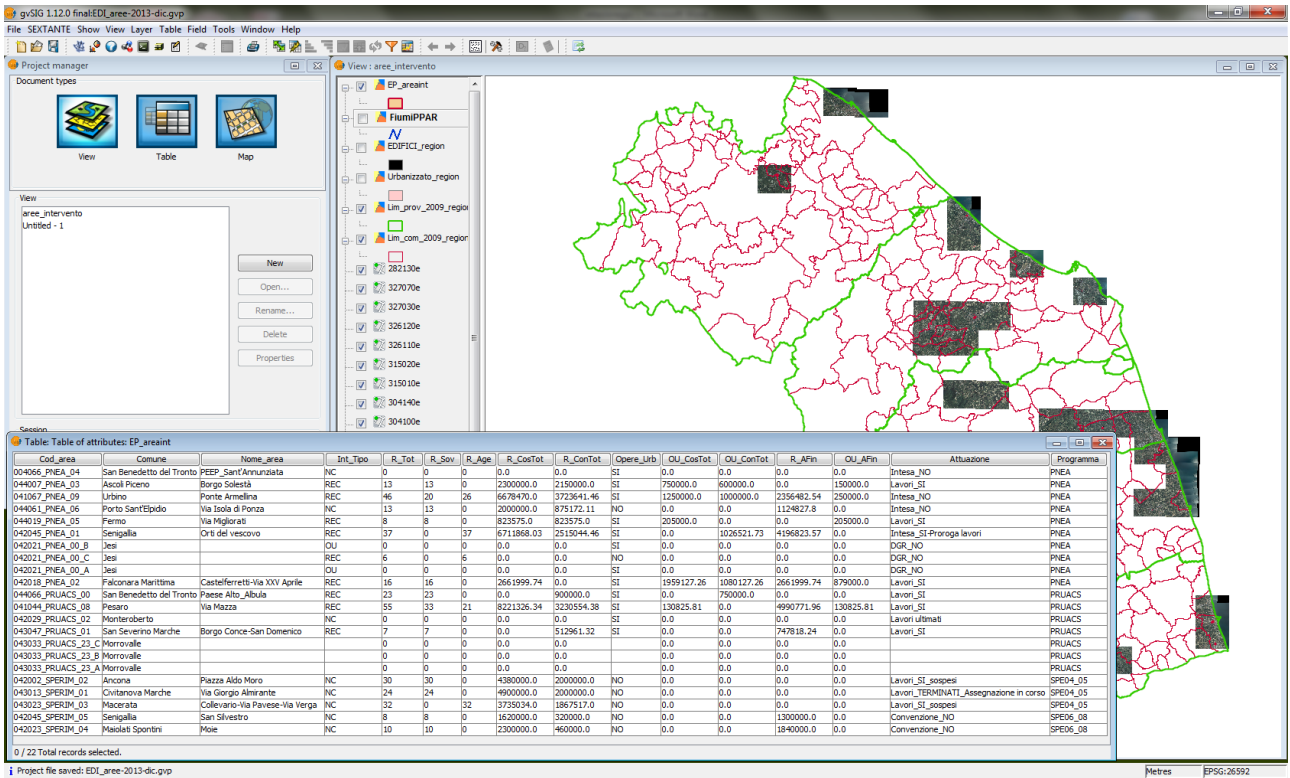 gvSIG 1.12.0 final:EDI_aree-2013-dic.gvp
File SEXTANTE Show View Layer Table Field Tools Window Help
Project manager
Document types
View Table Map
View
aree_intervento
Untitled - 1
New
Open...
Rename...
Delete
Properties
Session
View : aree_intervento
EP_areaint
FiumiPPAR
EDIFICI_region
Urbanizzato_region
Lim_prov_2009_region
Lim_com_2009_region
282130e
327070e
327030e
326120e
326110e
315020e
315010e
304140e
304100e
Table: Table of attributes: EP_areaint
Cod_area Comune Nome_area Int_Tipo R_Tot R_Sov R_Age R_CosTot R_ConTot Opere_Urb OU_CosTot OU_ConTot R_AFin OU_AFin Attuazione Programma
004066_PNEA_04 San Benedetto del Tronto PEEP_Sant'Annunziata NC 0 0 0 0.0 0.0 SI 0.0 0.0 0.0 0.0 Intesa_NO PNEA
044007_PNEA_03 Ascoli Piceno Borgo Solestà REC 13 13 0 2300000.0 2150000.0 SI 750000.0 600000.0 0.0 150000.0 Lavori_SI PNEA
041067_PNEA_09 Urbino Ponte Armellina REC 46 20 26 6678470.0 3723641.46 SI 1250000.0 1000000.0 2356482.54 250000.0 Intesa_NO PNEA
044061_PNEA_06 Porto Sant'Elpidio Via Isola di Ponza NC 13 13 0 2000000.0 875172.11 NO 0.0 0.0 1124827.8 0.0 Intesa_NO PNEA
044019_PNEA_05 Fermo Via Migliorati REC 8 8 0 823575.0 823575.0 SI 205000.0 0.0 0.0 205000.0 Lavori_SI PNEA
042045_PNEA_01 Senigallia Orti del vescovo REC 37 0 37 6711868.03 2515044.46 SI 0.0 1026521.73 4196823.57 0.0 Intesa_SI-Proroga lavori PNEA
042021_PNEA_00_B Jesi OU 0 0 0 0.0 0.0 SI 0.0 0.0 0.0 0.0 DGR_NO PNEA
042021_PNEA_00_C Jesi REC 6 6 0 0.0 0.0 NO 0.0 0.0 0.0 0.0 DGR_NO PNEA
042021_PNEA_00_A Jesi OU 0 0 0 0.0 0.0 SI 0.0 0.0 0.0 0.0 DGR_NO PNEA
042018_PNEA_02 Falconara Marittima Castelferretti-Via XXV Aprile REC 16 16 0 2661999.74 0.0 SI 1959127.26 1080127.26 2661999.74 879000.0 Lavori_SI PNEA
044066_PRUACS_00 San Benedetto del Tronto Paese Alto_Albula REC 23 23 0 0.0 900000.0 SI 0.0 750000.0 0.0 0.0 Lavori_SI PRUACS
041044_PRUACS_08 Pesaro Via Mazza REC 55 33 21 8221326.34 3230554.38 SI 130825.81 0.0 4990771.96 130825.81 Lavori_SI PRUACS
042029_PRUACS_02 Monteroberto NC 0 0 0 0.0 0.0 SI 0.0 0.0 0.0 0.0 Lavori ultimati PRUACS
043047_PRUACS_01 San Severino Marche Borgo Conce-San Domenico REC 7 7 0 0.0 512961.32 SI 0.0 0.0 747818.24 0.0 Lavori_SI PRUACS
043033_PRUACS_23_C Morrovalle 0 0 0 0.0 0.0 0.0 0.0 0.0 0.0 PRUACS
043033_PRUACS_23_B Morrovalle 0 0 0 0.0 0.0 0.0 0.0 0.0 0.0 PRUACS
043033_PRUACS_23_A Morrovalle 0 0 0 0.0 0.0 0.0 0.0 0.0 0.0 PRUACS
042002_SPERIM_02 Ancona Piazza Aldo Moro NC 30 30 0 4380000.0 2000000.0 NO 0.0 0.0 0.0 0.0 Lavori_SI_sospesi SPE04_05
043013_SPERIM_01 Civitanova Marche Via Giorgio Almirante NC 24 24 0 4900000.0 2000000.0 NO 0.0 0.0 0.0 0.0 Lavori_TERMINATI_Assegnazione in corso SPE04_05
043023_SPERIM_03 Macerata Collevario-Via Pavese-Via Verga NC 32 0 32 3735034.0 1867517.0 NO 0.0 0.0 0.0 0.0 Lavori_SI_sospesi SPE04_05
042045_SPERIM_05 Senigallia San Silvestro NC 8 8 0 1620000.0 320000.0 NO 0.0 0.0 1300000.0 0.0 Convenzione_NO SPE06_08
042023_SPERIM_04 Maiolati Spontini Moie NC 10 10 0 2300000.0 460000.0 NO 0.0 0.0 1840000.0 0.0 Convenzione_NO SPE06_08
0 / 22 Total records selected.
Project file saved: EDI_aree-2013-dic.gvp Metres EPSG:26592